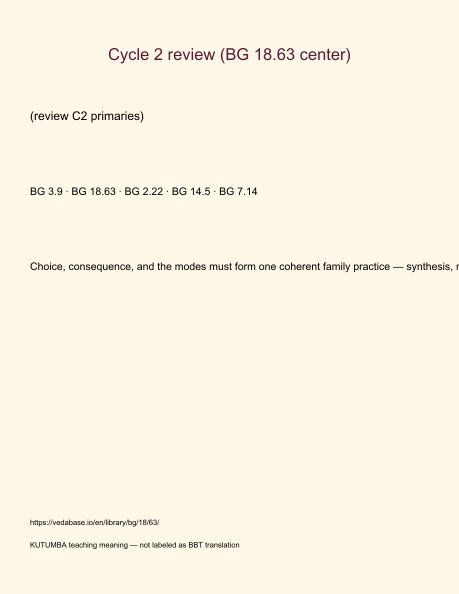 Cycle 2 review (BG 18.63 center)
(review C2 primaries)
BG 3.9 · BG 18.63 · BG 2.22 · BG 14.5 · BG 7.14
Choice, consequence, and the modes must form one coherent family practice — synthesis,
https://vedabase.io/en/library/bg/18/63/
KUTUMBA teaching meaning — not labeled as BBT translation